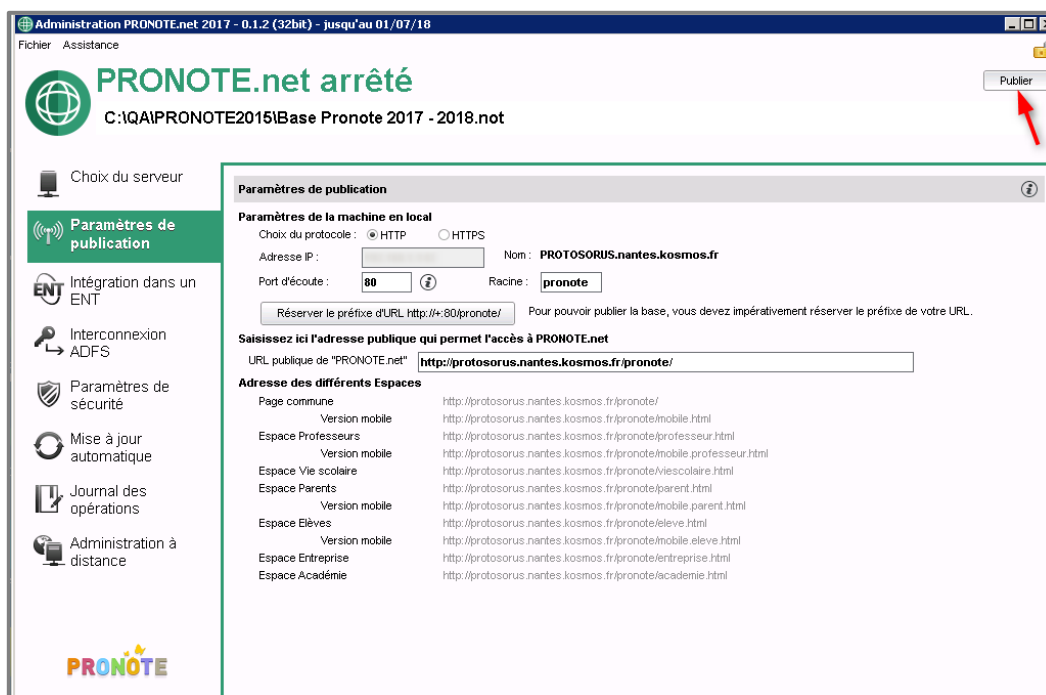 Administration PRONOTE.net 2017 - 0.1.2 (32bit) - jusqu'au 01/07/18
Fichier Assistance
PRONOTE.net arrêté
Publier
C:\QA\PRONOTE2015\Base Pronote 2017 - 2018.not
Choix du serveur
Paramètres de publication
Intégration dans un ENT
Interconnexion ADFS
Paramètres de sécurité
Mise à jour automatique
Journal des opérations
Administration à distance
ENT
PRONOTE
Paramètres de publication
Paramètres de la machine en local
Choix du protocole : HTTP HTTPS
Adresse IP : Nom : PROTOSORUS.nantes.kosmos.fr
Port d'écoute : 80 Racine : pronote
Réserver le préfixe d'URL http://+:80/pronote/ Pour pouvoir publier la base, vous devez impérativement réserver le préfixe de votre URL.
Saisissez ici l'adresse publique qui permet l'accès à PRONOTE.net
URL publique de "PRONOTE.net" http://protosorus.nantes.kosmos.fr/pronote/
Adresse des différents Espaces
Page commune http://protosorus.nantes.kosmos.fr/pronote/
Version mobile http://protosorus.nantes.kosmos.fr/pronote/mobile.html
Espace Professeurs http://protosorus.nantes.kosmos.fr/pronote/professeur.html
Version mobile http://protosorus.nantes.kosmos.fr/pronote/mobile.professeur.html
Espace Vie scolaire http://protosorus.nantes.kosmos.fr/pronote/viescolaire.html
Espace Parents http://protosorus.nantes.kosmos.fr/pronote/parent.html
Version mobile http://protosorus.nantes.kosmos.fr/pronote/mobile.parent.html
Espace Elèves http://protosorus.nantes.kosmos.fr/pronote/eleve.html
Version mobile http://protosorus.nantes.kosmos.fr/pronote/mobile.eleve.html
Espace Entreprise http://protosorus.nantes.kosmos.fr/pronote/entreprise.html
Espace Académie http://protosorus.nantes.kosmos.fr/pronote/academie.html